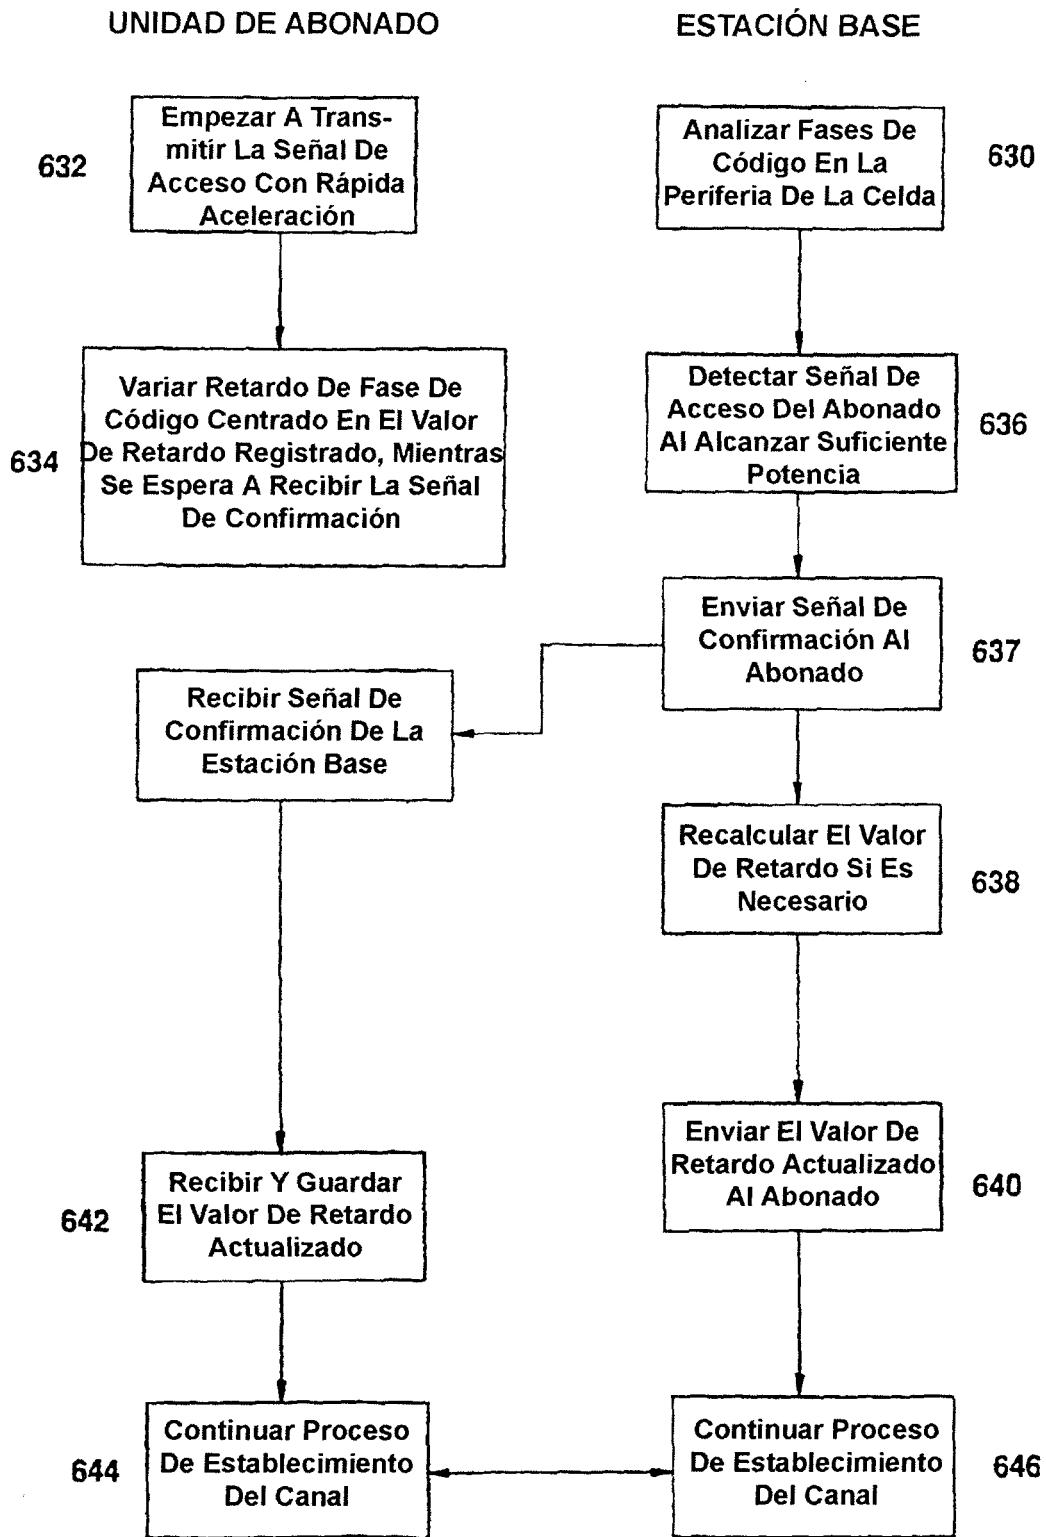 UNIDAD DE ABONADO
ESTACIÓN BASE
632
Empezar A Trans-
mitír La Señal De
Acceso Con Rápida
Aceleración
Analizar Fases De
Código En La
Periferia De La Celda
630
634
Variar Retardo De Fase De
Código Centrado En El Valor
De Retardo Registrado, Mientras
Se Espera A Recibir La Señal
De Confirmación
Detectar Señal De
Acceso Del Abonado
Al Alcanzar Suficiente
Potencia
636
Enviar Señal De
Confirmación Al
Abonado
637
Recibir Señal De
Confirmación De La
Estación Base
Recalcular El Valor
De Retardo Si Es
Necesario
638
Enviar El Valor De
Retardo Actualizado
Al Abonado
640
642
Recibir Y Guardar
El Valor De Retardo
Actualizado
644
Continuar Proceso
De Establecimiento
Del Canal
Continuar Proceso
De Establecimiento
Del Canal
646